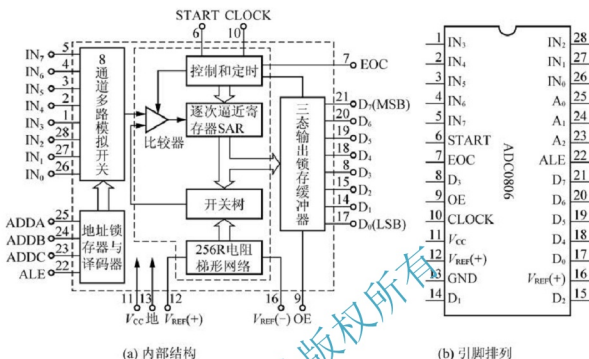 START CLOCK
6 10
IN₇ 5
IN₆ 4
IN₅ 3
IN₄ 2
IN₃ 1
IN₂ 28
IN₁ 27
IN₀ 26
8通道多路模拟开关
控制和定时
7 EOC
比较器
逐次逼近寄存器SAR
开关树
256R电阻梯形网络
三态输出锁存缓冲器
21 D₇(MSB)
20 D₆
19 D₅
18 D₄
8 D₃
15 D₂
14 D₁
17 D₀(LSB)
ADDA 25
ADDB 24
ADDC 23
ALE 22
地址锁存器与译码器
11 13 12 16 9
VCC 地 VREF(+) VREF(-) OE
(a) 内部结构
ADC0806
1 IN₃ IN₂ 28
2 IN₄ IN₁ 27
3 IN₅ IN₀ 26
4 IN₆ A₀ 25
5 IN₇ A₁ 24
6 START A₂ 23
7 EOC ALE 22
8 D₃ D₇ 21
9 OE D₆ 20
10 CLOCK D₅ 19
11 VCC D₄ 18
12 VREF(+) D₀ 17
13 GND VREF(+) 16
14 D₁ D₂ 15
(b) 引脚排列
版权所有